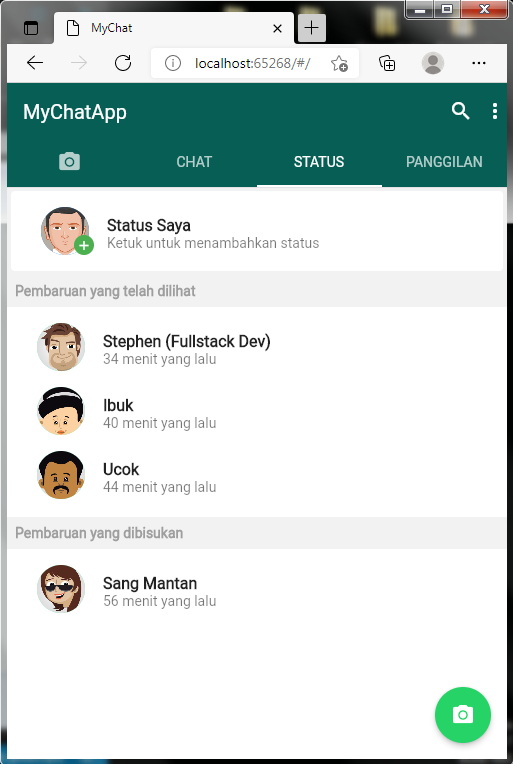 MyChat
localhost:65268/#/
MyChatApp
CHAT
STATUS
PANGGILAN
Status Saya
Ketuk untuk menambahkan status
Pembaruan yang telah dilihat
Stephen (Fullstack Dev)
34 menit yang lalu
Ibuk
40 menit yang lalu
Ucok
44 menit yang lalu
Pembaruan yang dibisukan
Sang Mantan
56 menit yang lalu